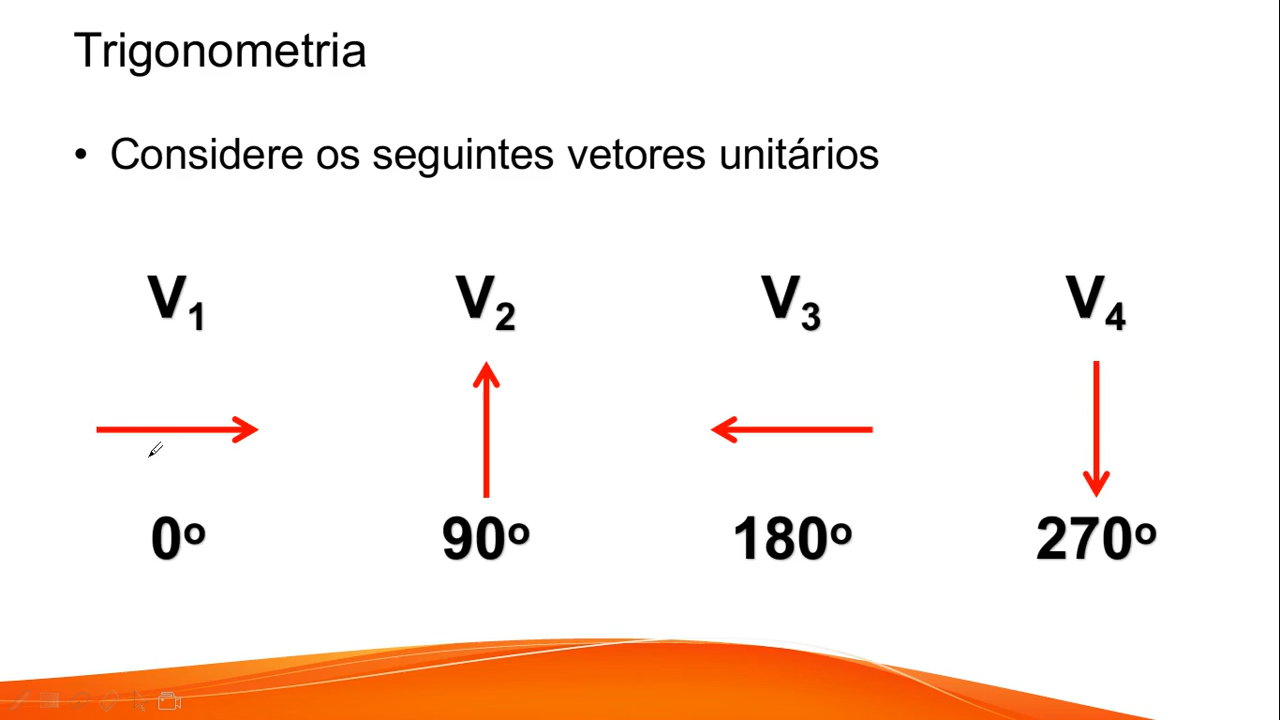 Trigonometria
• Considere os seguintes vetores unitários
V₁ V₂ V₃ V₄
0º 90º 180º 270º